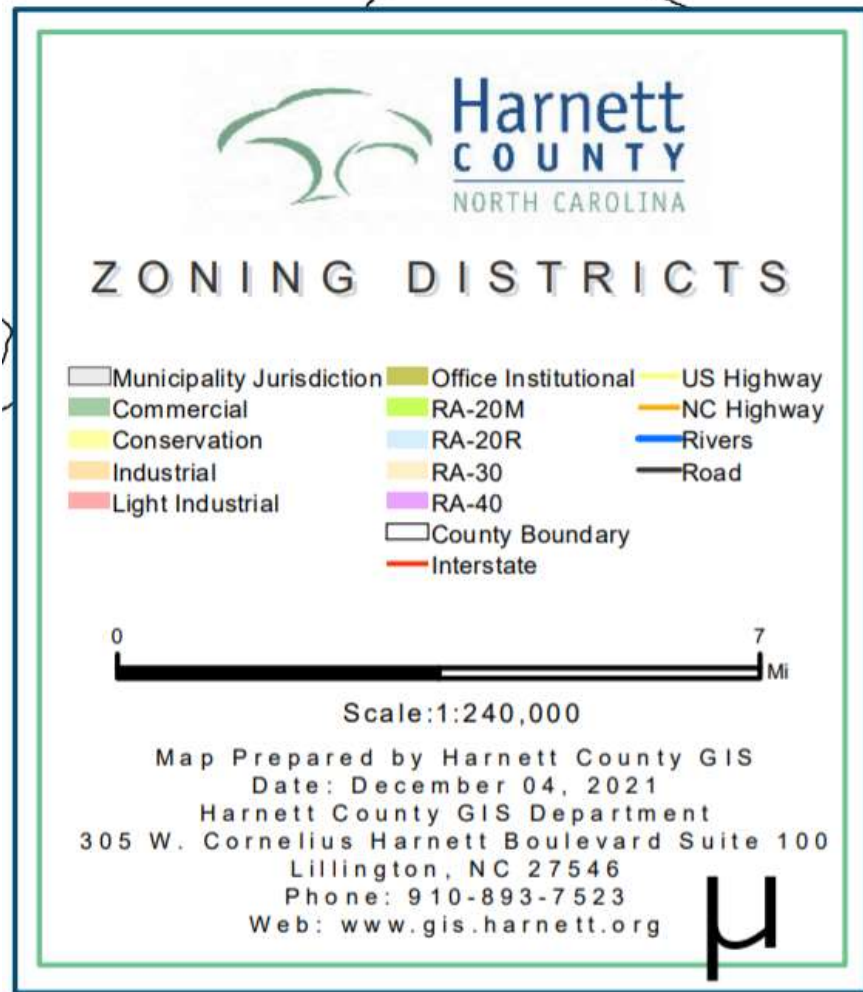 Harnett
COUNTY
NORTH CAROLINA
ZONING DISTRICTS
Municipality Jurisdiction
Commercial
Conservation
Industrial
Light Industrial
Office Institutional
RA-20M
RA-20R
RA-30
RA-40
County Boundary
Interstate
US Highway
NC Highway
Rivers
Road
0 7
Mi
Scale:1:240,000
Map Prepared by Harnett County GIS
Date: December 04, 2021
Harnett County GIS Department
305 W. Cornelius Harnett Boulevard Suite 100
Lillington, NC 27546
Phone: 910-893-7523
Web: www.gis.harnett.org
µ